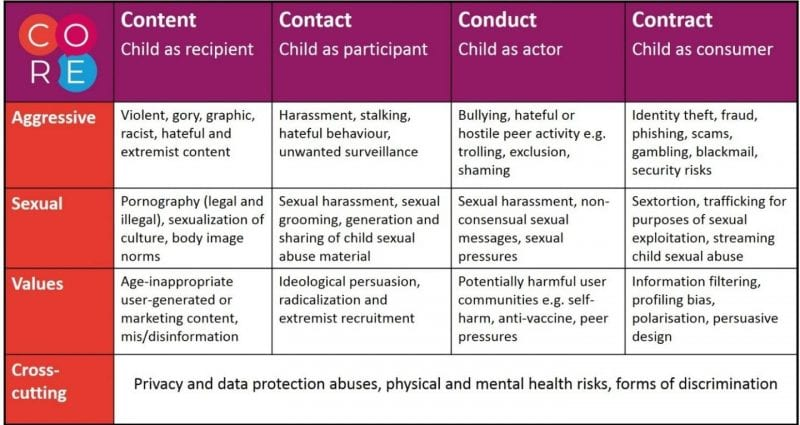 CO
RE
Content
Child as recipient
Contact
Child as participant
Conduct
Child as actor
Contract
Child as consumer
Aggressive
Violent, gory, graphic,
racist, hateful and
extremist content
Harassment, stalking,
hateful behaviour,
unwanted surveillance
Bullying, hateful or
hostile peer activity e.g.
trolling, exclusion,
shaming
Identity theft, fraud,
phishing, scams,
gambling, blackmail,
security risks
Sexual
Pornography (legal and
illegal), sexualization of
culture, body image
norms
Sexual harassment, sexual
grooming, generation and
sharing of child sexual
abuse material
Sexual harassment, non-
consensual sexual
messages, sexual
pressures
Sextortion, trafficking for
purposes of sexual
exploitation, streaming
child sexual abuse
Values
Age-inappropriate
user-generated or
marketing content,
mis/disinformation
Ideological persuasion,
radicalization and
extremist recruitment
Potentially harmful user
communities e.g. self-
harm, anti-vaccine, peer
pressures
Information filtering,
profiling bias,
polarisation, persuasive
design
Cross-
cutting
Privacy and data protection abuses, physical and mental health risks, forms of discrimination